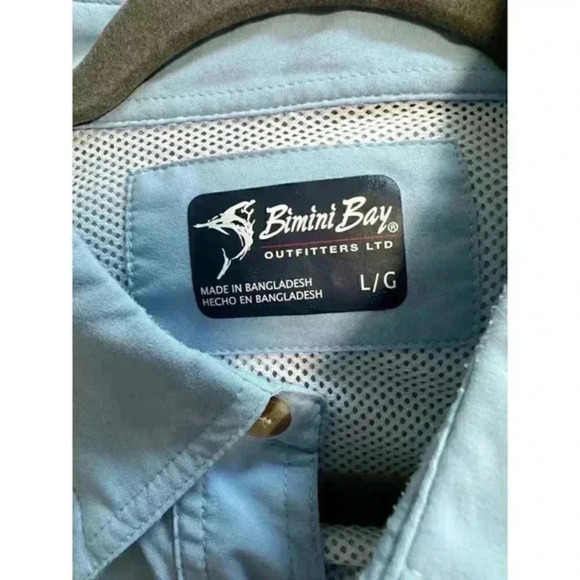 Bimini Bay®
OUTFITTERS LTD
MADE IN BANGLADESH
HECHO EN BANGLADESH
L/G